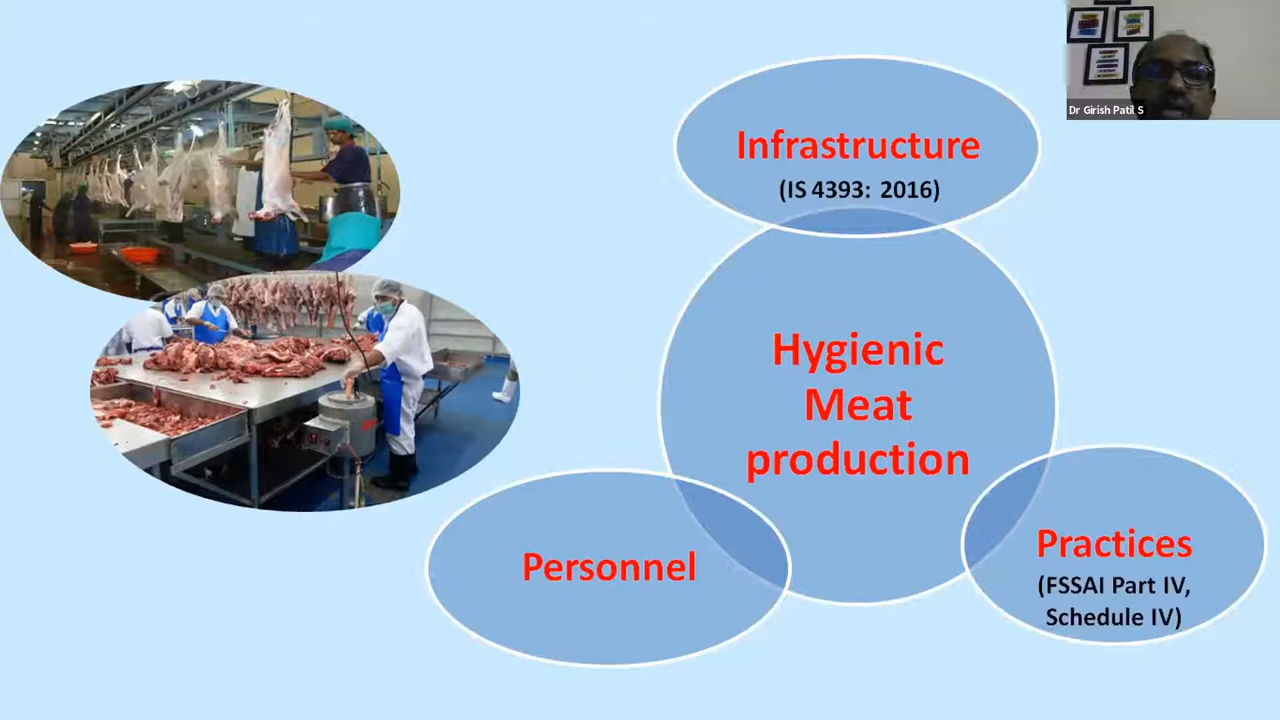 Dr Girish Patil S
Infrastructure
(IS 4393: 2016)
Hygienic
Meat
production
Personnel
Practices
(FSSAI Part IV,
Schedule IV)